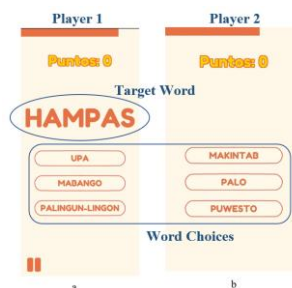 Player 1
Player 2
Puntos: 0
Puntos: 0
Target Word
HAMPAS
UPA
MABANGO
PALINGUN-LINGON
MAKINTAB
PALO
PUWESTO
Word Choices
a
b